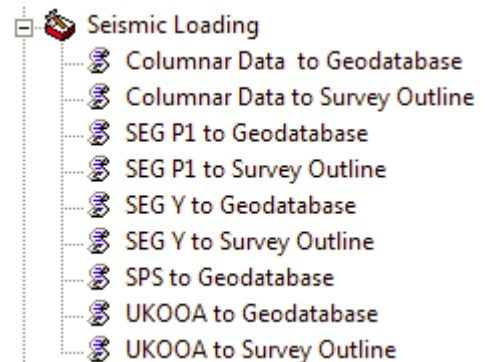 Seismic Loading
Columnar Data  to Geodatabase
Columnar Data to Survey Outline
SEG P1 to Geodatabase
SEG P1 to Survey Outline
SEG Y to Geodatabase
SEG Y to Survey Outline
SPS to Geodatabase
UKOOA to Geodatabase
UKOOA to Survey Outline